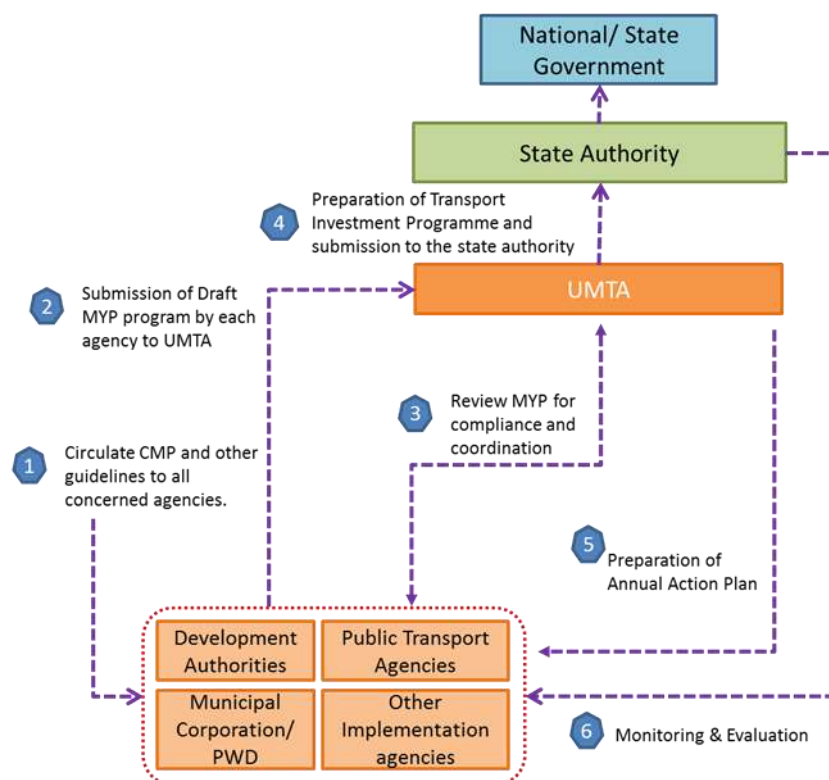 National/ State
Government
State Authority
4
Preparation of Transport
Investment Programme and
submission to the state authority
UMTA
2
Submission of Draft
MYP program by each
agency to UMTA
3
Review MYP for
compliance and
coordination
1
Circulate CMP and other
guidelines to all
concerned agencies.
5
Preparation of
Annual Action Plan
Development
Authorities
Public Transport
Agencies
Municipal
Corporation/
PWD
Other
Implementation
agencies
6
Monitoring & Evaluation